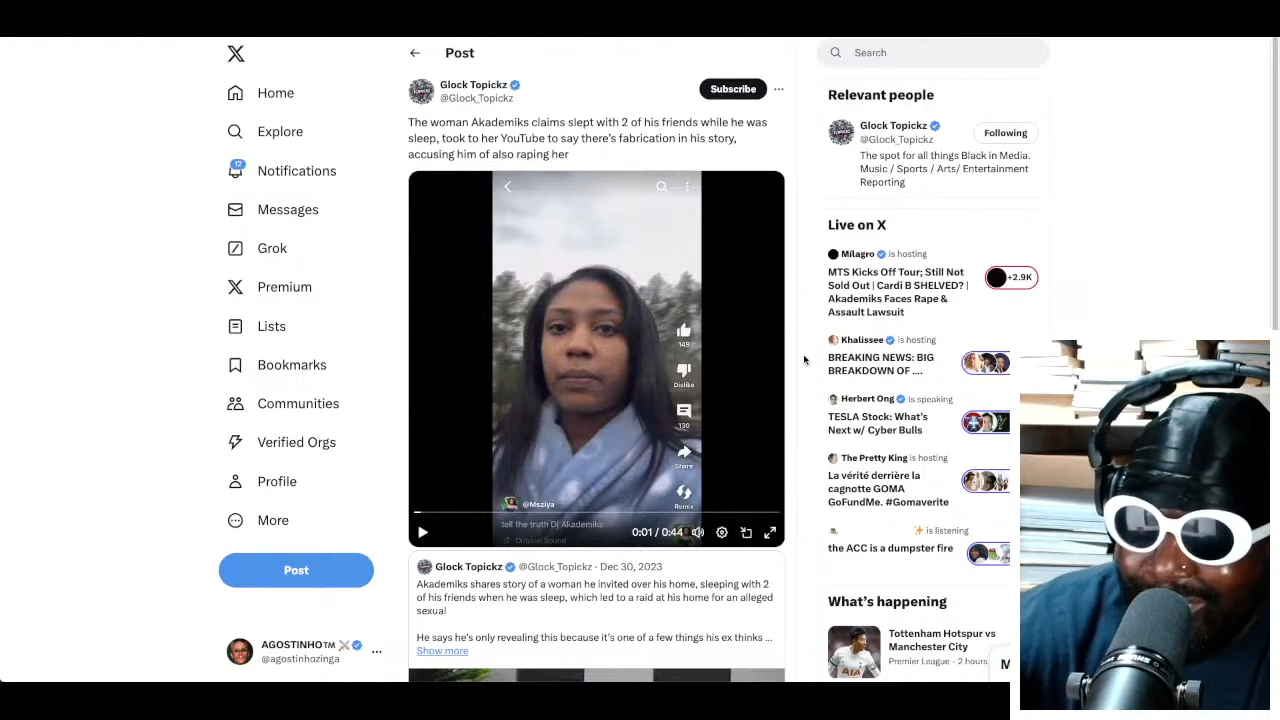 Post
Search
Home
Explore
12
Notifications
Messages
Grok
Premium
Lists
Bookmarks
Communities
Verified Orgs
Profile
More
Post
AGOSTINHO™
@agostinhozinga
Glock Topickz
@Glock_Topickz
Subscribe
The woman Akademiks claims slept with 2 of his friends while he was
sleep, took to her YouTube to say there's fabrication in his story,
accusing him of also raping her
149
Dislike
130
Share
Remix
@Msziya
tell the truth Dj Akademiks
Original Sound
0:01 / 0:44
Glock Topickz @Glock_Topickz · Dec 30, 2023
Akademiks shares story of a woman he invited over his home, sleeping with 2
of his friends when he was sleep, which led to a raid at his home for an alleged
sexual
He says he's only revealing this because it's one of a few things his ex thinks ...
Show more
Relevant people
Glock Topickz
@Glock_Topickz
Following
The spot for all things Black in Media.
Music / Sports / Arts/ Entertainment
Reporting
Live on X
Mílagro is hosting
MTS Kicks Off Tour; Still Not
Sold Out | Cardi B SHELVED? |
Akademiks Faces Rape &
Assault Lawsuit
+2.9K
Khalissee is hosting
BREAKING NEWS: BIG
BREAKDOWN OF ....
Herbert Ong is speaking
TESLA Stock: What's
Next w/ Cyber Bulls
The Pretty King is hosting
La vérité derrière la
cagnotte GOMA
GoFundMe. #Gomaverite
is listening
the ACC is a dumpster fire
What's happening
Tottenham Hotspur vs
Manchester City
Premier League · 2 hours
M